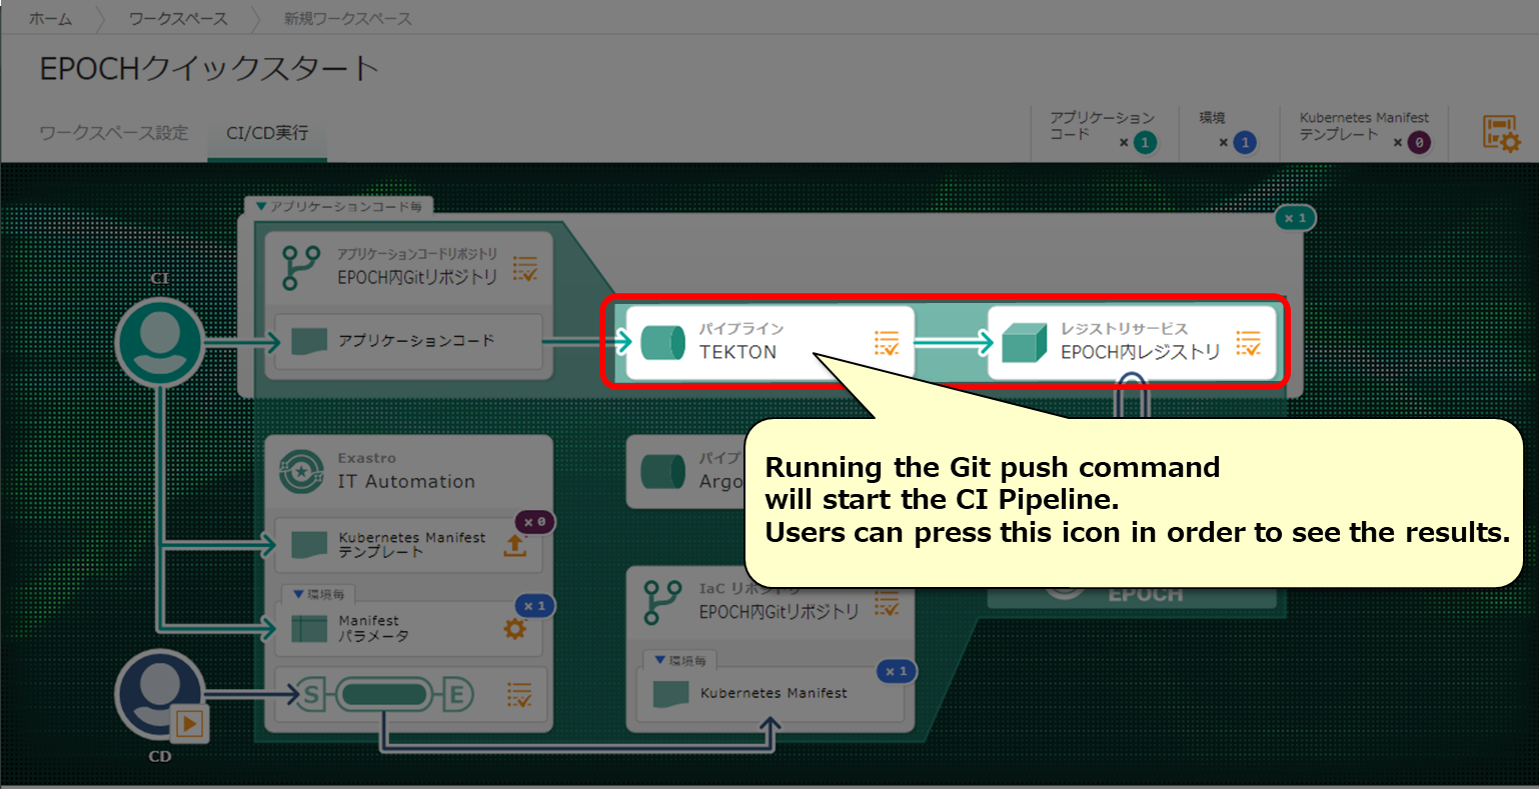 ホーム
ワークスペース
新規ワークスペース
EPOCHクイックスタート
ワークスペース設定
CI/CD実行
アプリケーション
コード
× 1
環境
× 1
Kubernetes Manifest
テンプレート
× 0
▼アプリケーションコード毎
× 1
CI
アプリケーションコードリポジトリ
EPOCH内Gitリポジトリ
アプリケーションコード
パイプライン
TEKTON
レジストリサービス
EPOCH内レジストリ
Running the Git push command
will start the CI Pipeline.
Users can press this icon in order to see the results.
Exastro
IT Automation
× 0
Kubernetes Manifest
テンプレート
▼環境毎
× 1
Manifest
パラメータ
S
E
CD
パイプ
Argo
IaC リポジトリ
EPOCH内Gitリポジトリ
▼環境毎
× 1
Kubernetes Manifest
EPOCH